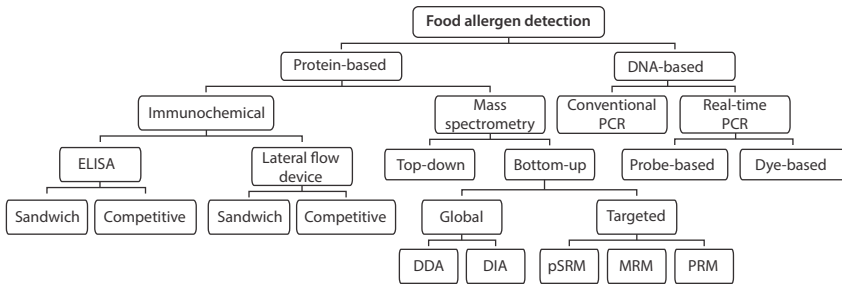 Food allergen detection
Protein-based
DNA-based
Immunochemical
Mass
spectrometry
Conventional
PCR
Real-time
PCR
ELISA
Lateral flow
device
Top-down
Bottom-up
Probe-based
Dye-based
Sandwich
Competitive
Sandwich
Competitive
Global
Targeted
DDA
DIA
pSRM
MRM
PRM